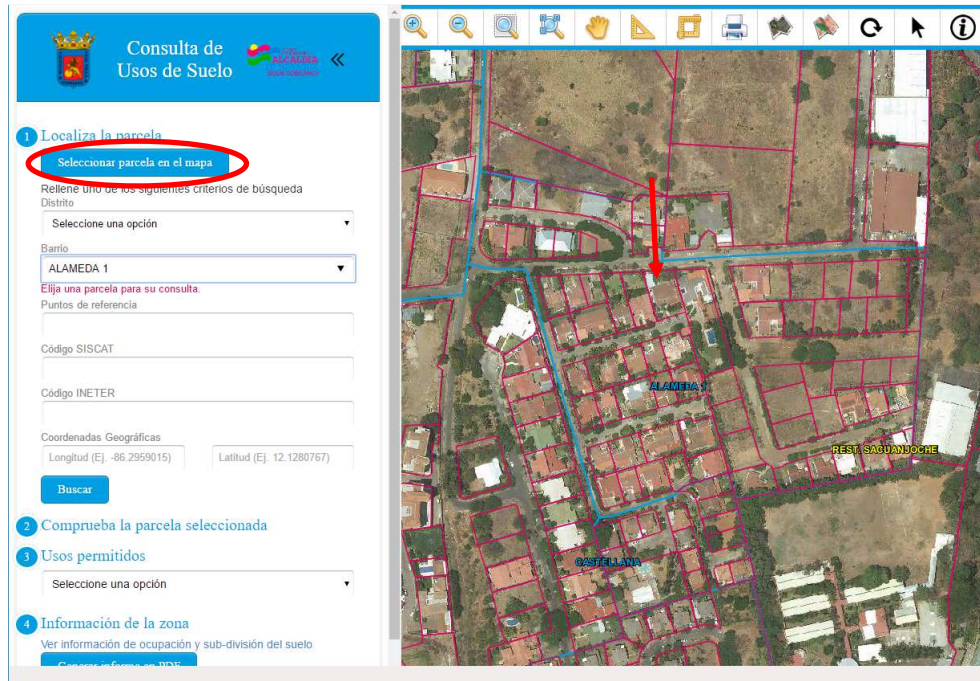 Consulta de
Usos de Suelo
ALCALDÍA
«
1 Localiza la parcela
Seleccionar parcela en el mapa
Rellene uno de los siguientes criterios de búsqueda
Distrito
Seleccione una opción
Barrio
ALAMEDA 1
Elija una parcela para su consulta.
Puntos de referencia
Código SISCAT
Código INETER
Coordenadas Geográficas
Longitud (Ej. -86.2959015) Latitud (Ej. 12.1280767)
Buscar
2 Comprueba la parcela seleccionada
3 Usos permitidos
Seleccione una opción
4 Información de la zona
Ver información de ocupación y sub-división del suelo
Generar informe en PDF
ALAMEDA 1
REST. SACUANJOCHE
CASTELLANA